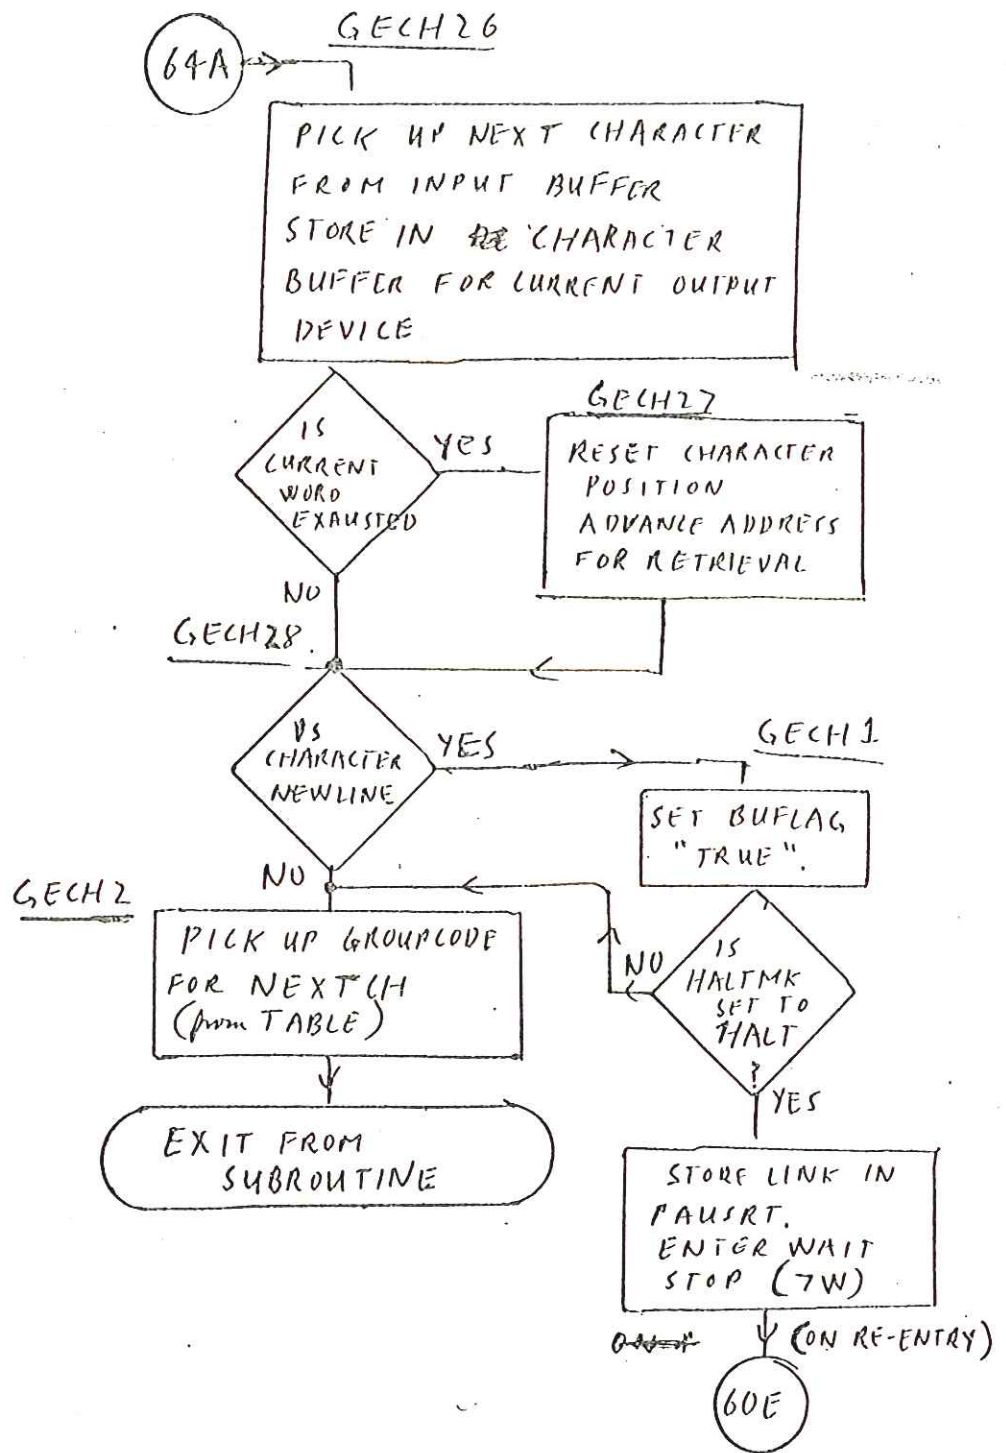 GECH26
64A
PICK UP NEXT CHARACTER
FROM INPUT BUFFER
STORE IN CHARACTER
BUFFER FOR CURRENT OUTPUT
DEVICE
IS
CURRENT
WORD
EXAUSTED
YES
GECH27
RESET CHARACTER
POSITION
ADVANCE ADDRESS
FOR RETRIEVAL
NO
GECH28.
IS
CHARACTER
NEWLINE
YES
GECH1
SET BUFLAG
"TRUE".
NO
GECH2
PICK UP GROUPCODE
FOR NEXTCH
(from TABLE)
NO
IS
HALTMK
SET TO
HALT
?
YES
EXIT FROM
SUBROUTINE
STORE LINK IN
PAUSRT.
ENTER WAIT
STOP (7W)
(ON RE-ENTRY)
60E